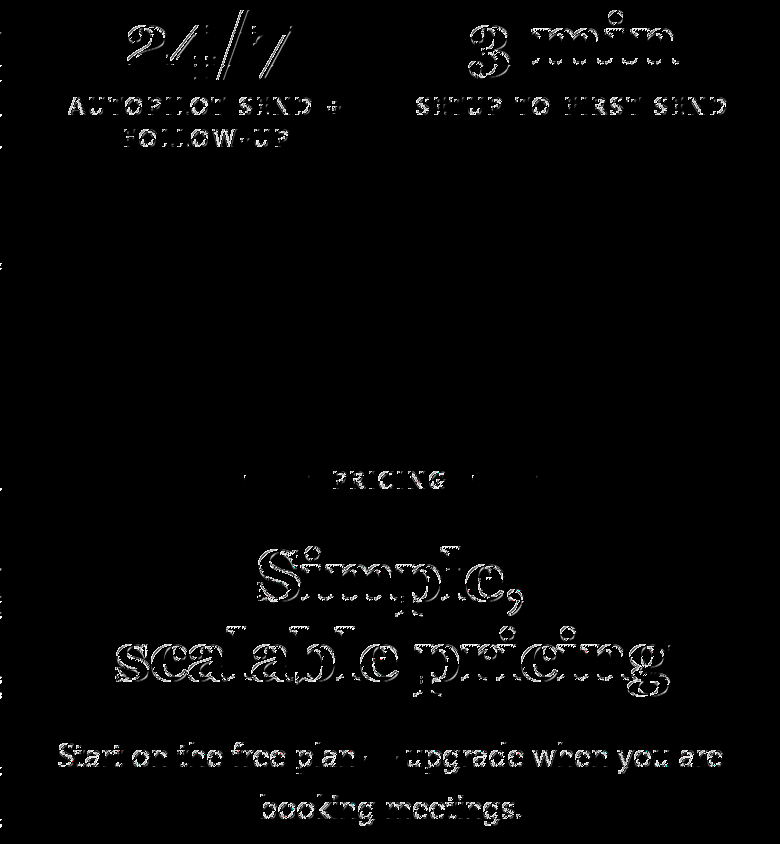 24/7
3 min
AUTOPILOT SEND +
FOLLOW-UP
SETUP TO FIRST SEND
PRICING
Simple,
scalable pricing
Start on the free plan — upgrade when you are
booking meetings.